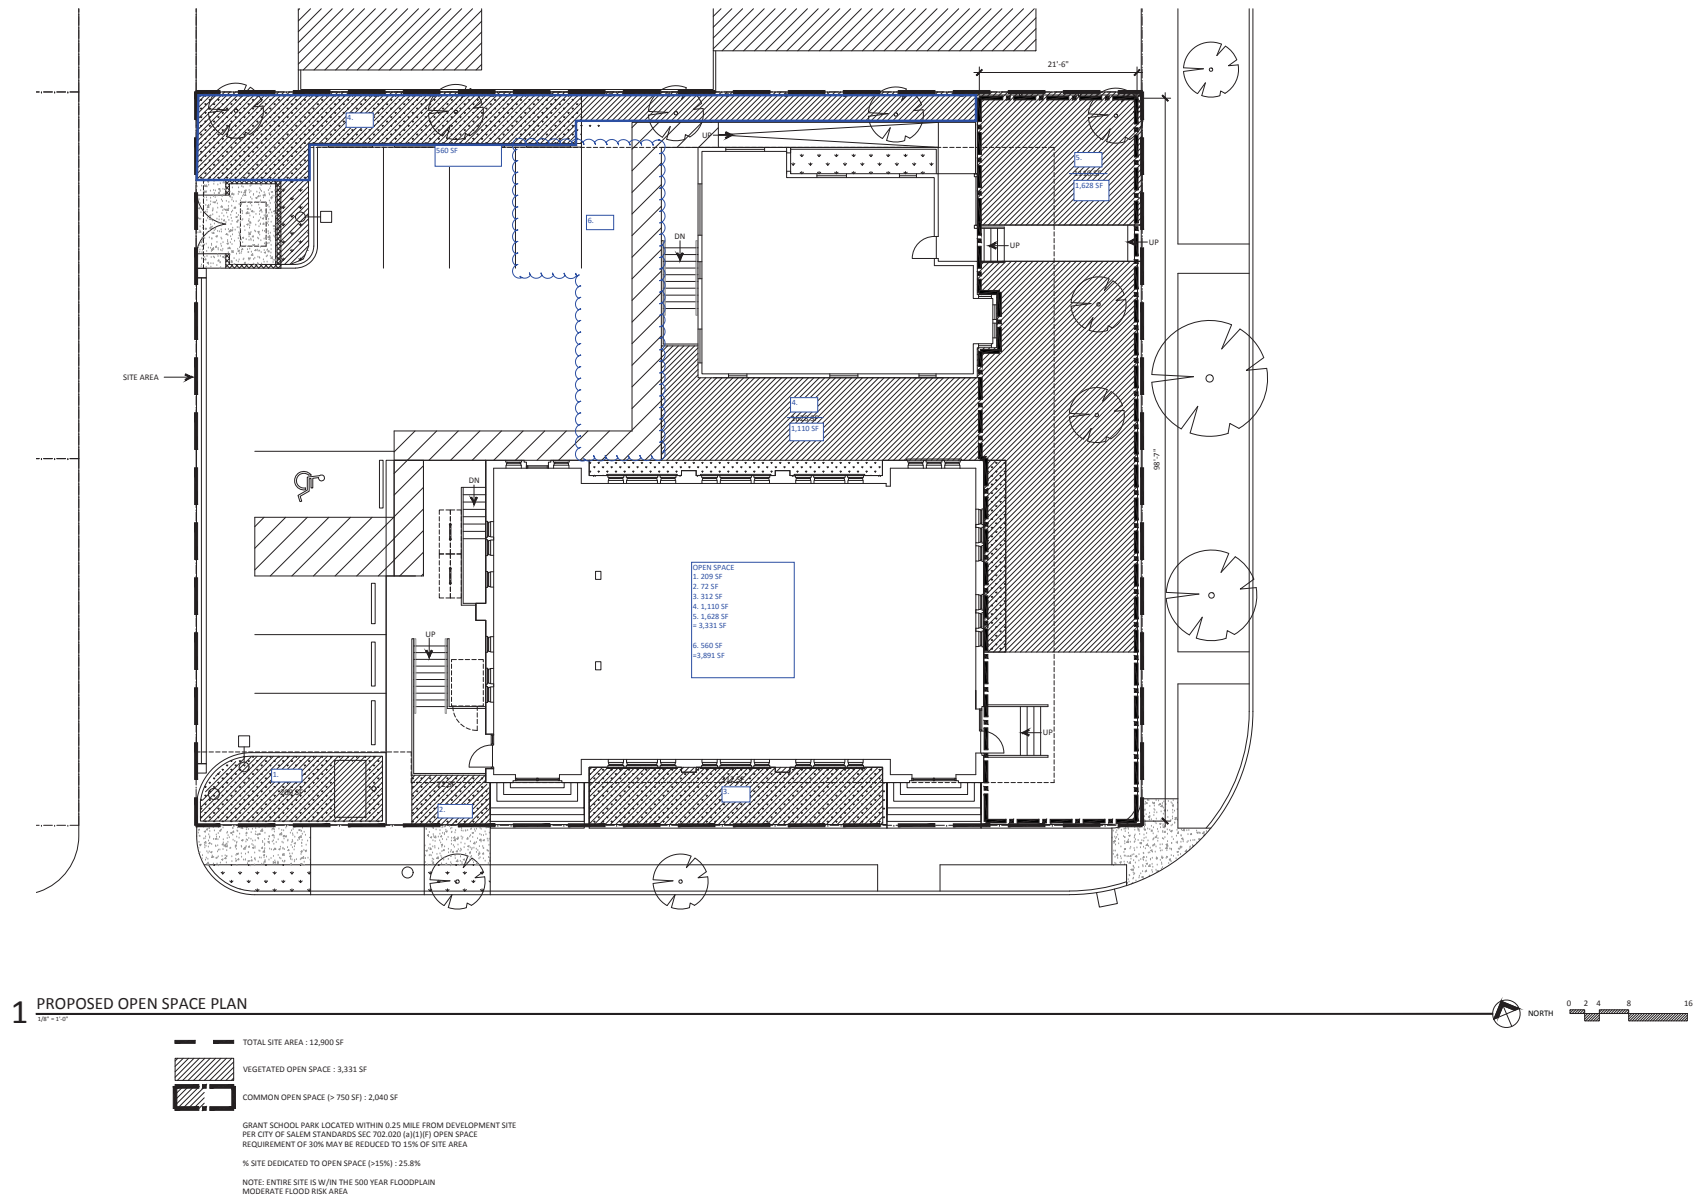 21'-6"
4.
UP
560 SF
5.
1110 SF
1,628 SF
6.
DN
UP
UP
SITE AREA
4.
1,110 SF
98'-7"
DN
OPEN SPACE
1. 209 SF
2. 72 SF
3. 312 SF
4. 1,110 SF
5. 1,628 SF
= 3,331 SF
6. 560 SF
=3,891 SF
UP
UP
1.
209 SF
2.
3.
1
PROPOSED OPEN SPACE PLAN
1/8" = 1'-0"
NORTH
0 2 4 8 16
TOTAL SITE AREA : 12,900 SF
VEGETATED OPEN SPACE : 3,331 SF
COMMON OPEN SPACE (> 750 SF) : 2,040 SF
GRANT SCHOOL PARK LOCATED WITHIN 0.25 MILE FROM DEVELOPMENT SITE
PER CITY OF SALEM STANDARDS SEC 702.020 (a)(1)(F) OPEN SPACE
REQUIREMENT OF 30% MAY BE REDUCED TO 15% OF SITE AREA
% SITE DEDICATED TO OPEN SPACE (>15%) : 25.8%
NOTE: ENTIRE SITE IS W/IN THE 500 YEAR FLOODPLAIN
MODERATE FLOOD RISK AREA